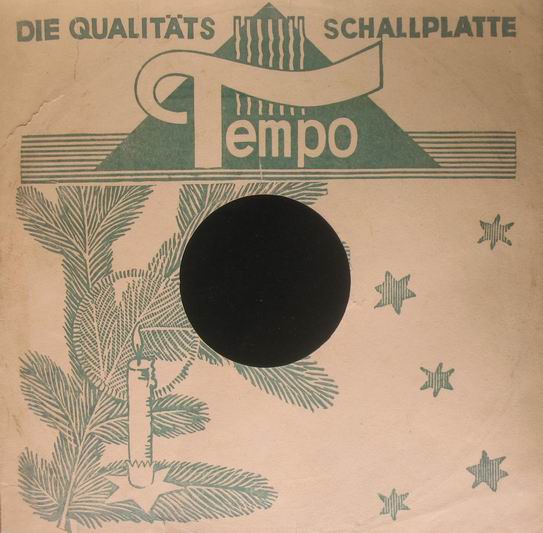 DIE QUALITÄTS SCHALLPLATTE
Tempo